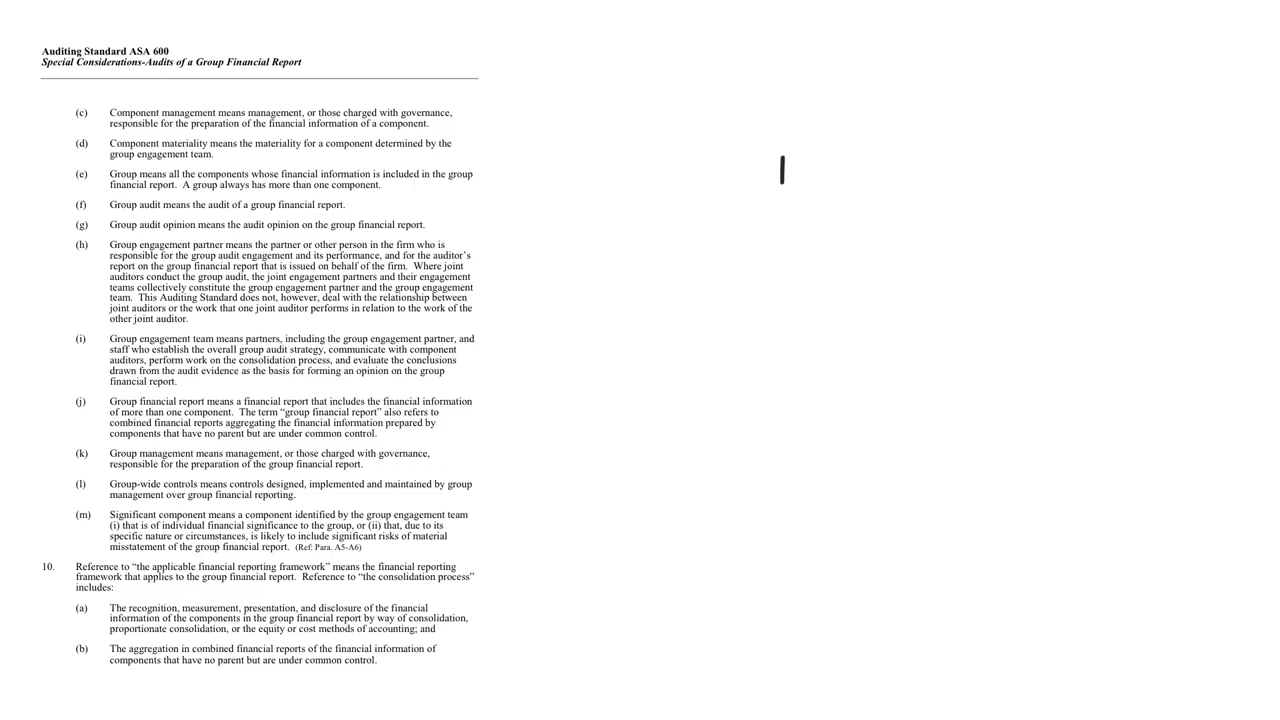 Auditing Standard ASA 600
Special Considerations-Audits of a Group Financial Report
(c) Component management means management, or those charged with governance,
responsible for the preparation of the financial information of a component.
(d) Component materiality means the materiality for a component determined by the
group engagement team.
(e) Group means all the components whose financial information is included in the group
financial report. A group always has more than one component.
(f) Group audit means the audit of a group financial report.
(g) Group audit opinion means the audit opinion on the group financial report.
(h) Group engagement partner means the partner or other person in the firm who is
responsible for the group audit engagement and its performance, and for the auditor's
report on the group financial report that is issued on behalf of the firm. Where joint
auditors conduct the group audit, the joint engagement partners and their engagement
teams collectively constitute the group engagement partner and the group engagement
team. This Auditing Standard does not, however, deal with the relationship between
joint auditors or the work that one joint auditor performs in relation to the work of the
other joint auditor.
(i) Group engagement team means partners, including the group engagement partner, and
staff who establish the overall group audit strategy, communicate with component
auditors, perform work on the consolidation process, and evaluate the conclusions
drawn from the audit evidence as the basis for forming an opinion on the group
financial report.
(j) Group financial report means a financial report that includes the financial information
of more than one component. The term “group financial report” also refers to
combined financial reports aggregating the financial information prepared by
components that have no parent but are under common control.
(k) Group management means management, or those charged with governance,
responsible for the preparation of the group financial report.
(l) Group-wide controls means controls designed, implemented and maintained by group
management over group financial reporting.
(m) Significant component means a component identified by the group engagement team
(i) that is of individual financial significance to the group, or (ii) that, due to its
specific nature or circumstances, is likely to include significant risks of material
misstatement of the group financial report. (Ref: Para. A5-A6)
10. Reference to “the applicable financial reporting framework” means the financial reporting
framework that applies to the group financial report. Reference to “the consolidation process”
includes:
(a) The recognition, measurement, presentation, and disclosure of the financial
information of the components in the group financial report by way of consolidation,
proportionate consolidation, or the equity or cost methods of accounting; and
(b) The aggregation in combined financial reports of the financial information of
components that have no parent but are under common control.